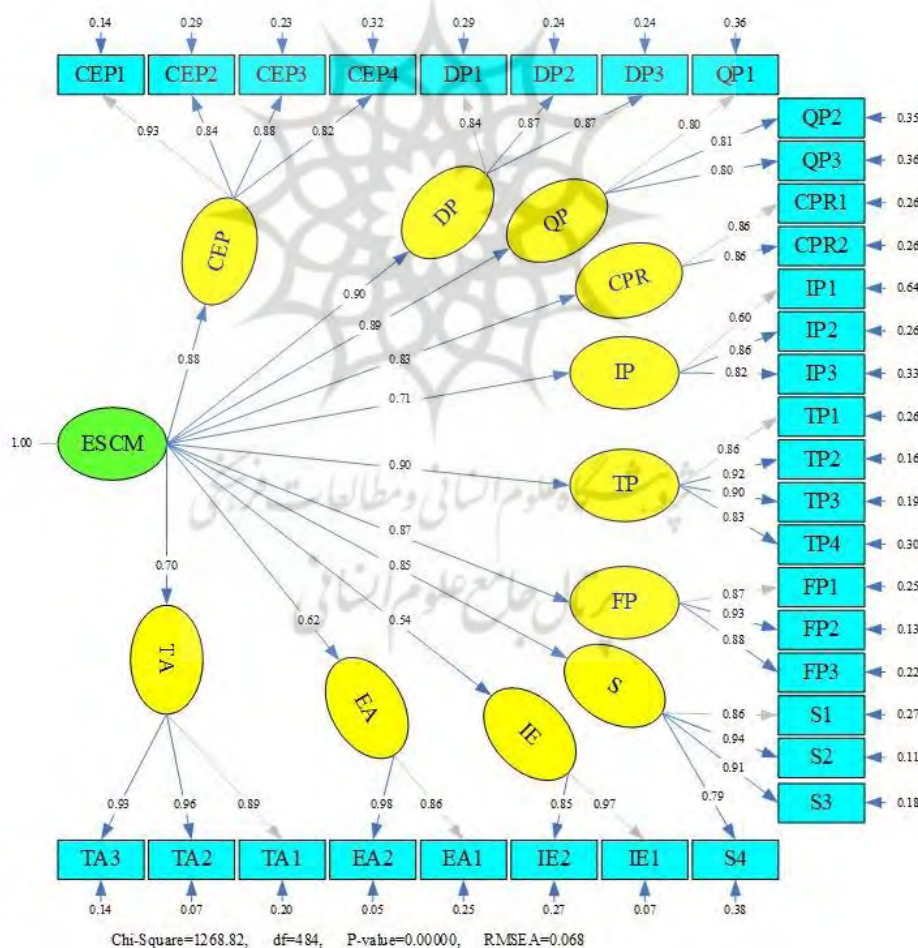 0.14 0.29 0.23 0.32 0.29 0.24 0.24 0.36
CEP1 CEP2 CEP3 CEP4 DP1 DP2 DP3 QP1
QP2 0.35
0.93 0.84 0.88 0.82 0.84 0.87 0.87 0.80
0.81
QP3 0.36
0.80
CPR1 0.26
DP
QP
CEP
0.86
CPR2 0.26
0.86
CPR
IP1 0.64
0.90
0.89
0.60
IP2 0.26
0.86
0.88
0.83
IP
IP3 0.33
0.82
0.71
TP1 0.26
1.00 ESCM
0.86
TP2 0.16
0.92
0.90
TP
TP3 0.19
0.90
پژوهشگاه علوم انسانی و مطالعات فرهنگی
0.83
TP4 0.30
0.87
0.85
0.70
FP1 0.25
پرتال جامع علوم انسانی
FP
0.87
0.62
0.54
FP2 0.13
0.93
0.88
FP3 0.22
TA
S
EA
IE
0.86
S1 0.27
0.94
S2 0.11
0.91
S3 0.18
0.79
0.93 0.96 0.89 0.98 0.86 0.85 0.97
TA3 TA2 TA1 EA2 EA1 IE2 IE1 S4
0.14 0.07 0.20 0.05 0.25 0.27 0.07 0.38
Chi-Square=1268.82, df=484, P-value=0.00000, RMSEA=0.068